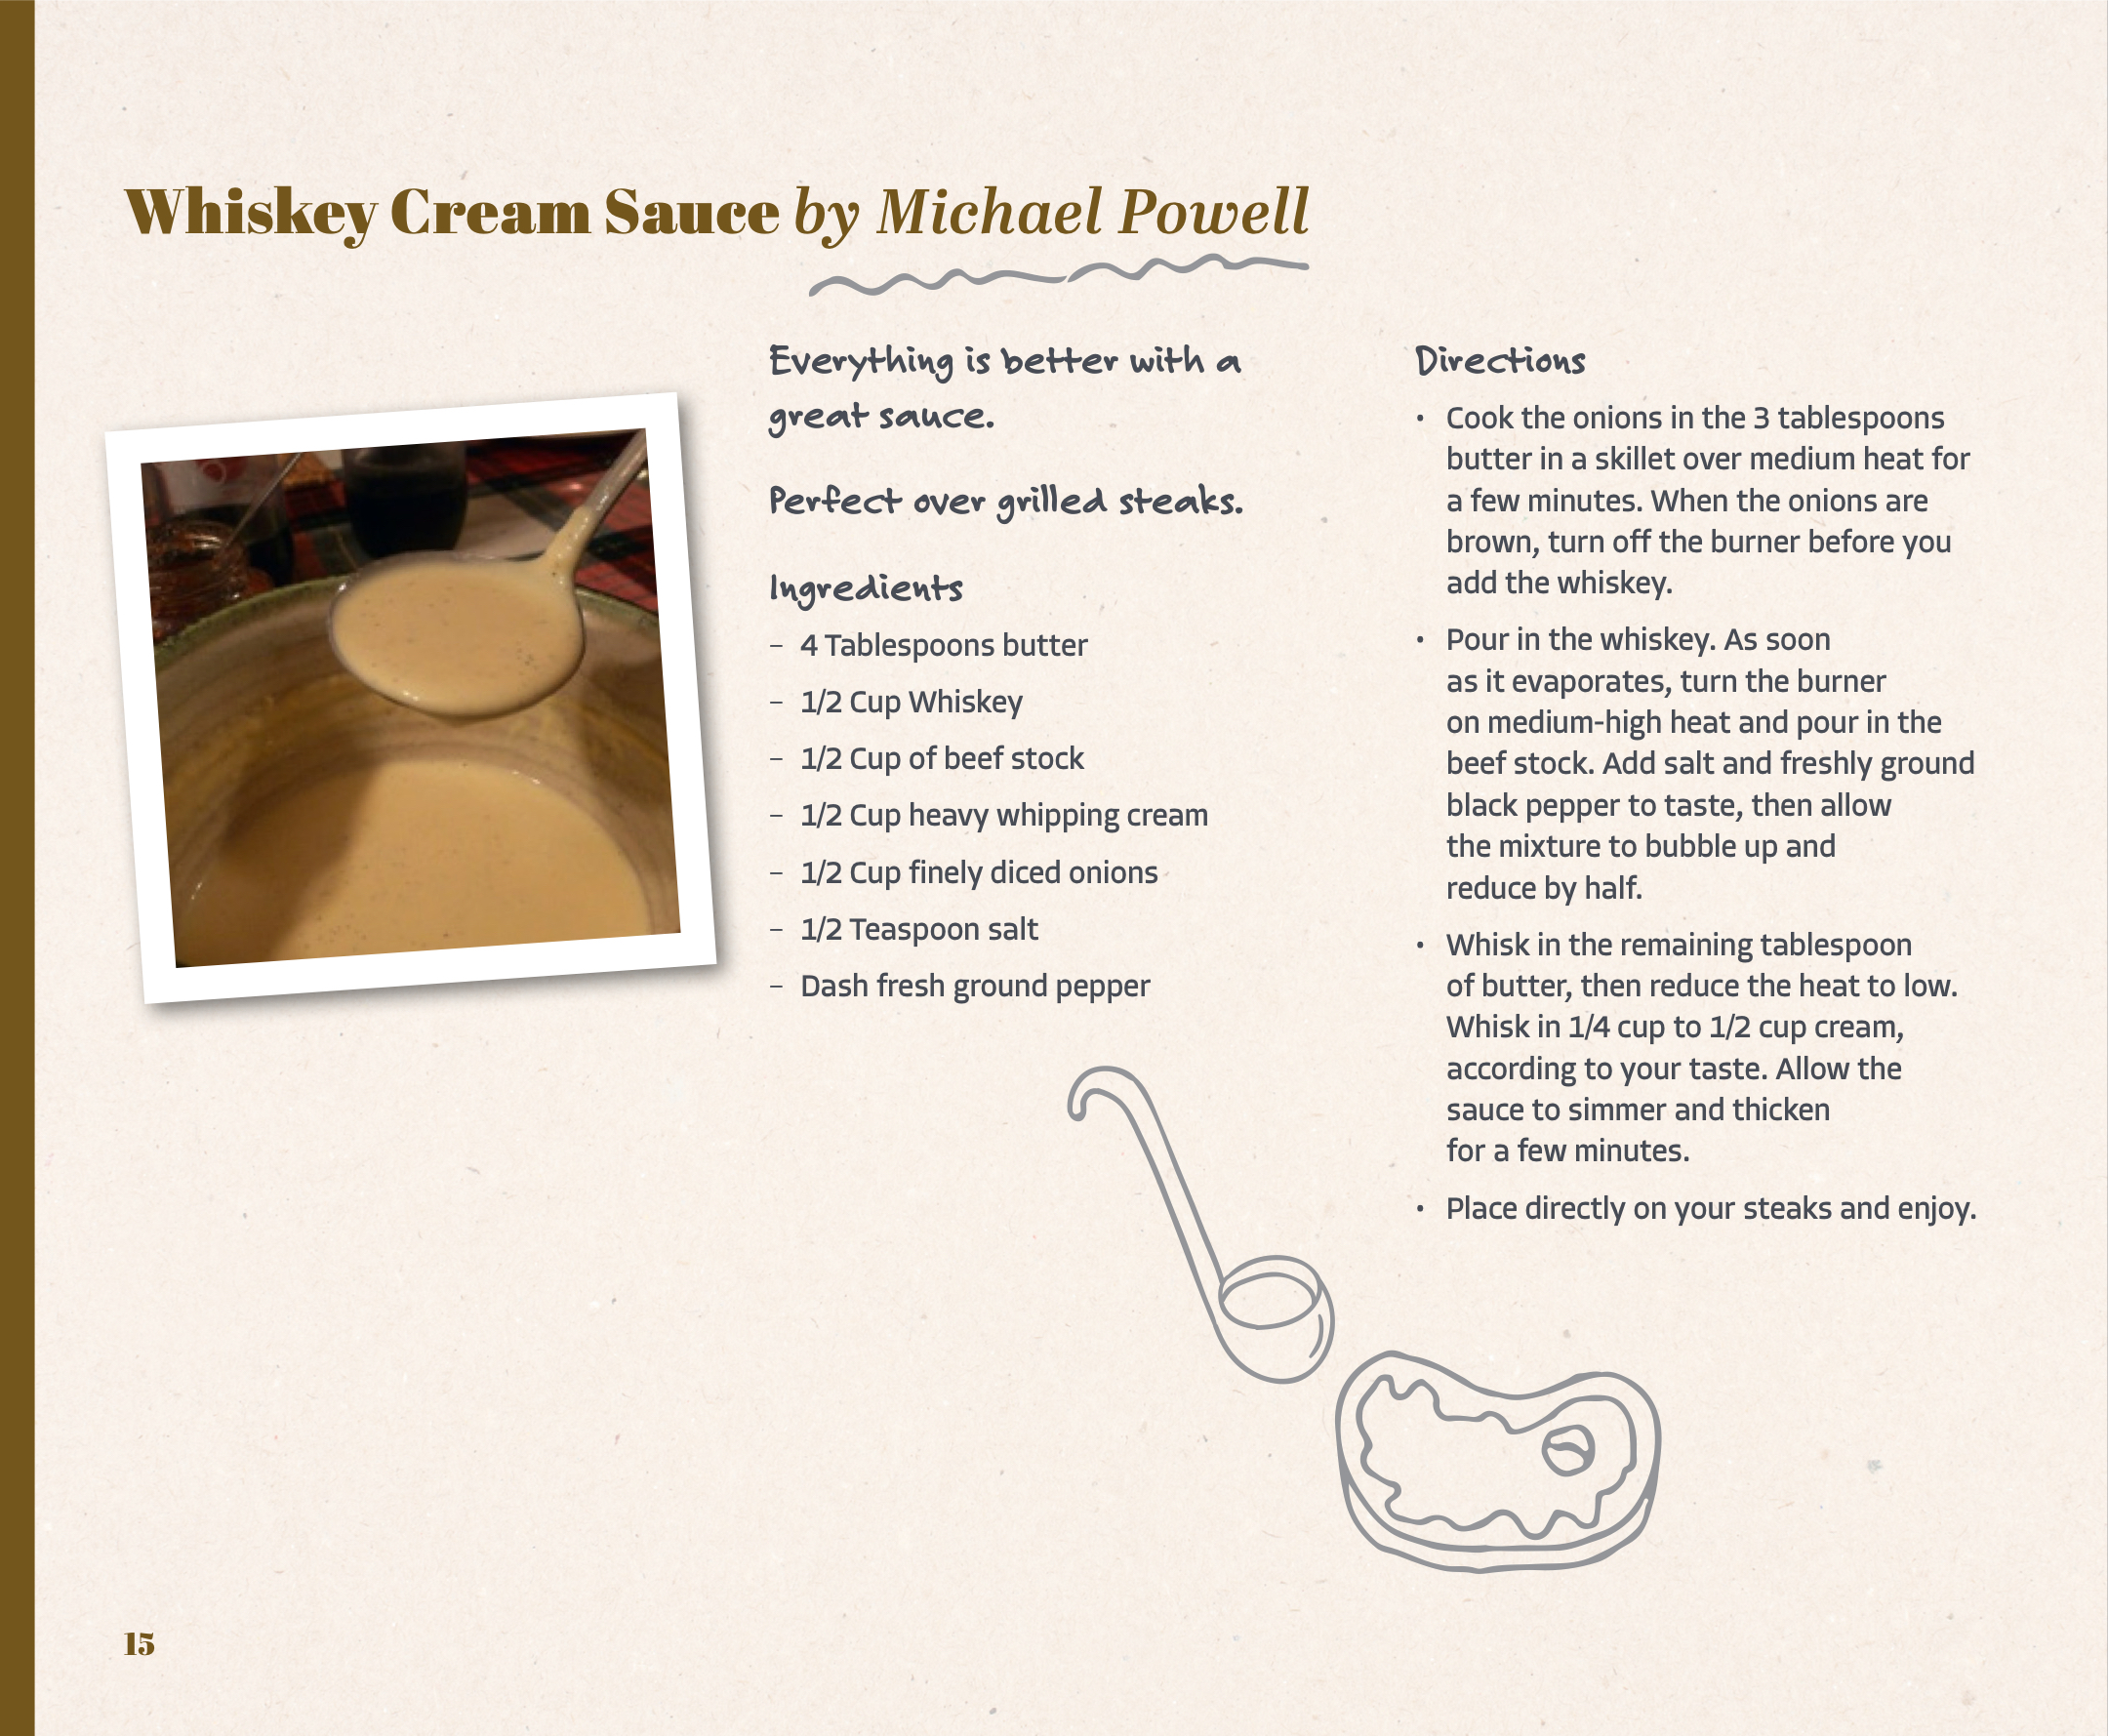 Whiskey Cream Sauce by Michael Powell
Everything is better with a
great sauce.
Perfect over grilled steaks.
Ingredients
– 4 Tablespoons butter
– 1/2 Cup Whiskey
– 1/2 Cup of beef stock
– 1/2 Cup heavy whipping cream
– 1/2 Cup finely diced onions
– 1/2 Teaspoon salt
– Dash fresh ground pepper
Directions
• Cook the onions in the 3 tablespoons
butter in a skillet over medium heat for
a few minutes. When the onions are
brown, turn off the burner before you
add the whiskey.
• Pour in the whiskey. As soon
as it evaporates, turn the burner
on medium-high heat and pour in the
beef stock. Add salt and freshly ground
black pepper to taste, then allow
the mixture to bubble up and
reduce by half.
• Whisk in the remaining tablespoon
of butter, then reduce the heat to low.
Whisk in 1/4 cup to 1/2 cup cream,
according to your taste. Allow the
sauce to simmer and thicken
for a few minutes.
• Place directly on your steaks and enjoy.
15